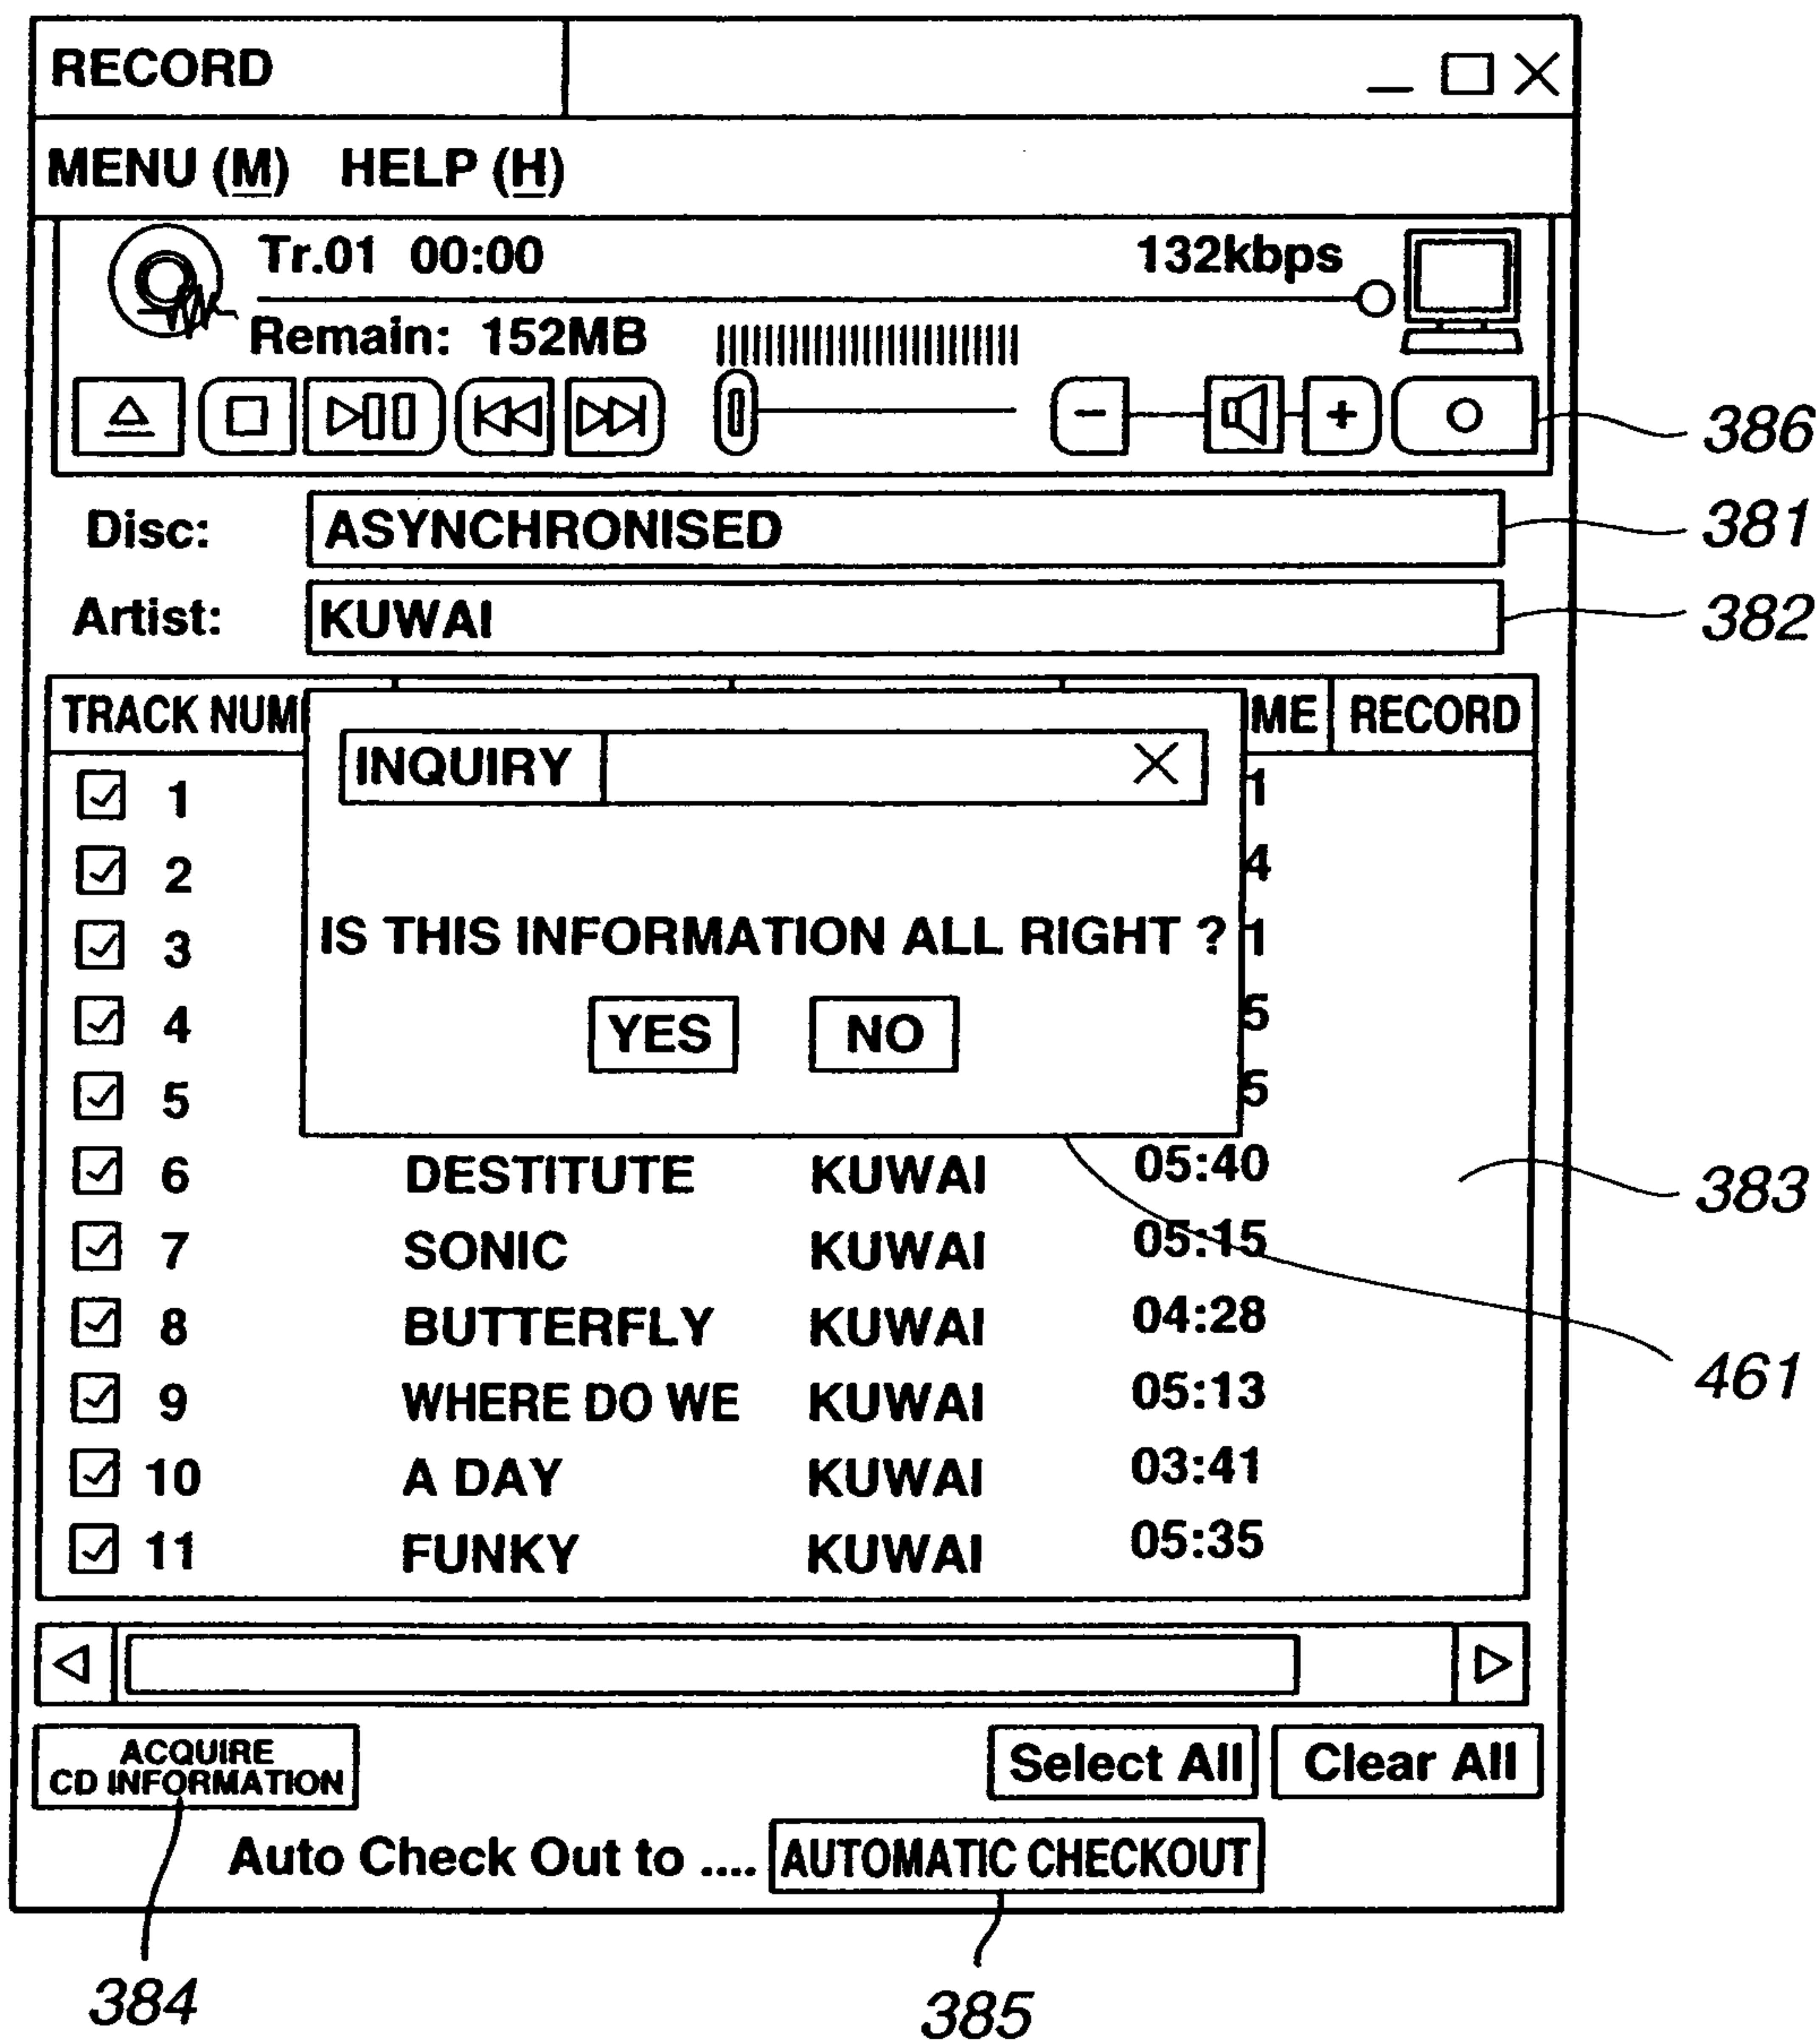 RECORD
MENU (M) HELP (H)
Tr.01 00:00 132kbps
Remain: 152MB
386
Disc: ASYNCHRONISED 381
Artist: KUWAI 382
TRACK NUM ME RECORD
INQUIRY
1 1
2 4
3 IS THIS INFORMATION ALL RIGHT ? 1
4 5
YES NO
5 5
6 DESTITUTE KUWAI 05:40 383
7 SONIC KUWAI 05:15
8 BUTTERFLY KUWAI 04:28
461
9 WHERE DO WE KUWAI 05:13
10 A DAY KUWAI 03:41
11 FUNKY KUWAI 05:35
ACQUIRE
CD INFORMATION
Select All Clear All
Auto Check Out to .... AUTOMATIC CHECKOUT
384 385